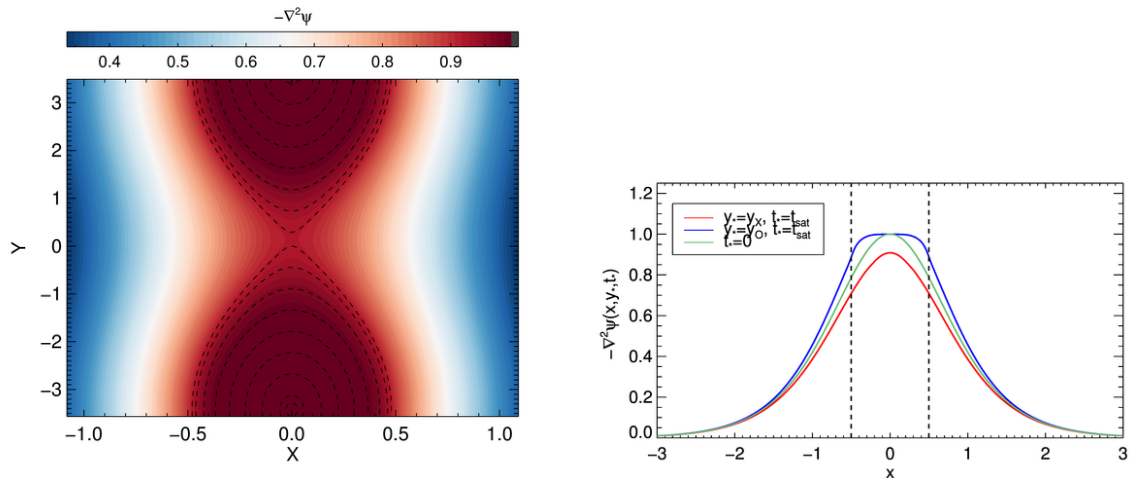 −∇²ψ
0.4 0.5 0.6 0.7 0.8 0.9
3
2
1
0
−1
−2
−3
Y
−1.0 −0.5 0.0 0.5 1.0
X
1.2
1.0
0.8
0.6
0.4
0.2
0.0
−∇²ψ(x,y*,t*)
y*=yX, t*=tsat
y*=yO, t*=tsat
t*=0
−3 −2 −1 0 1 2 3
x